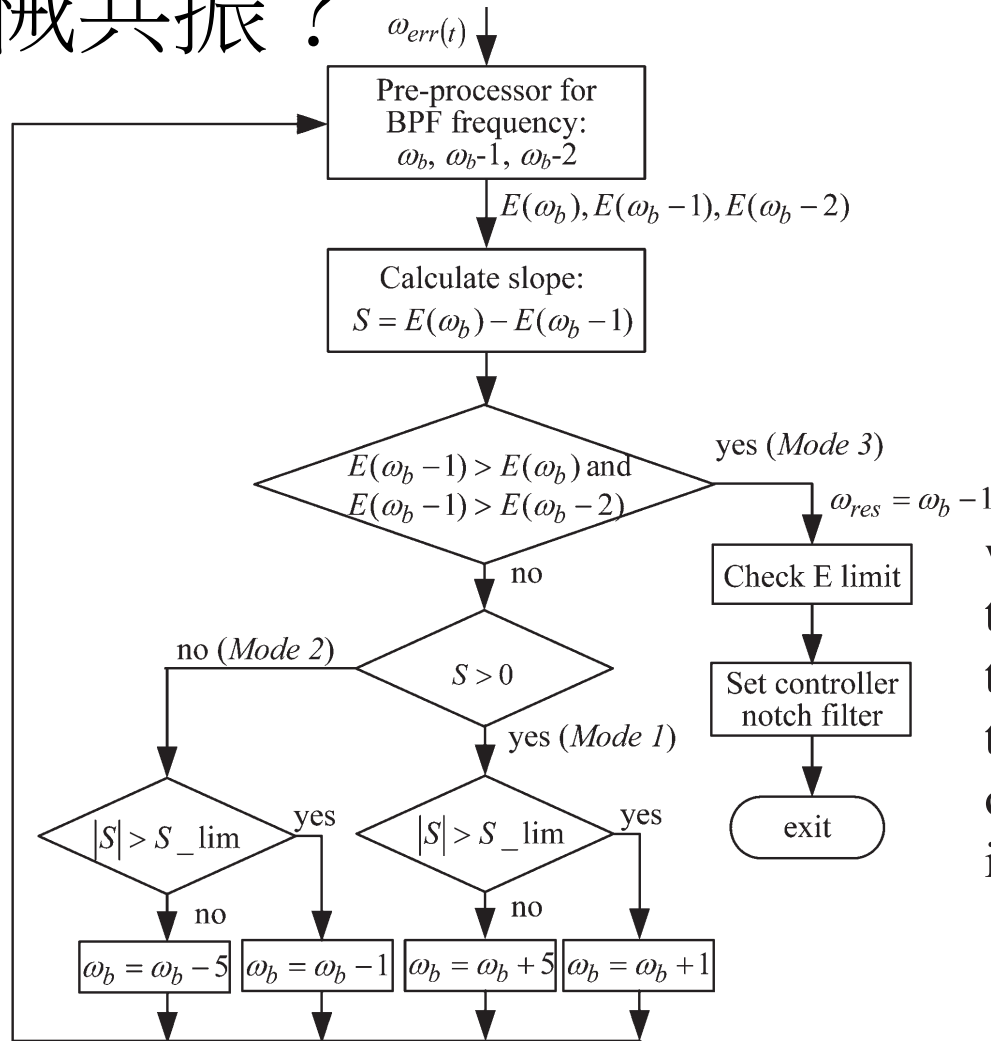 械共振？
ω_err(t)
Pre-processor for
BPF frequency:
ω_b, ω_b-1, ω_b-2
E(ω_b), E(ω_b − 1), E(ω_b − 2)
Calculate slope:
S = E(ω_b) − E(ω_b − 1)
E(ω_b − 1) > E(ω_b) and
E(ω_b − 1) > E(ω_b − 2)
yes (Mode 3)
ω_res = ω_b − 1
Check E limit
Set controller
notch filter
exit
no
S > 0
no (Mode 2)
yes (Mode 1)
|S| > S_lim
yes
no
|S| > S_lim
yes
no
ω_b = ω_b − 5
ω_b = ω_b − 1
ω_b = ω_b + 5
ω_b = ω_b + 1